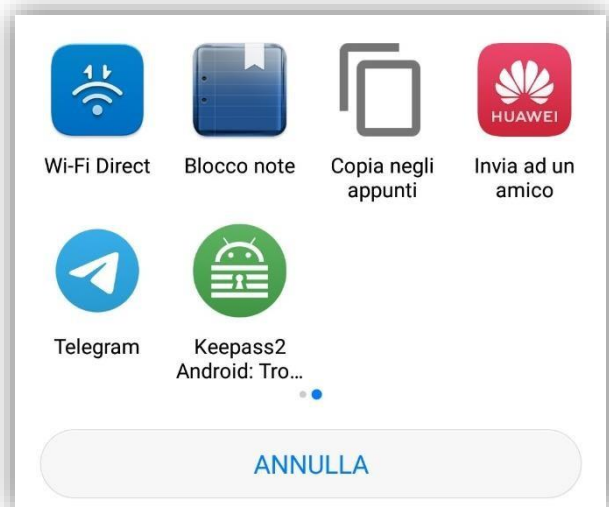 HUAWEI
Wi-Fi Direct
Blocco note
Copia negli
appunti
Invia ad un
amico
Telegram
Keepass2
Android: Tro...
ANNULLA